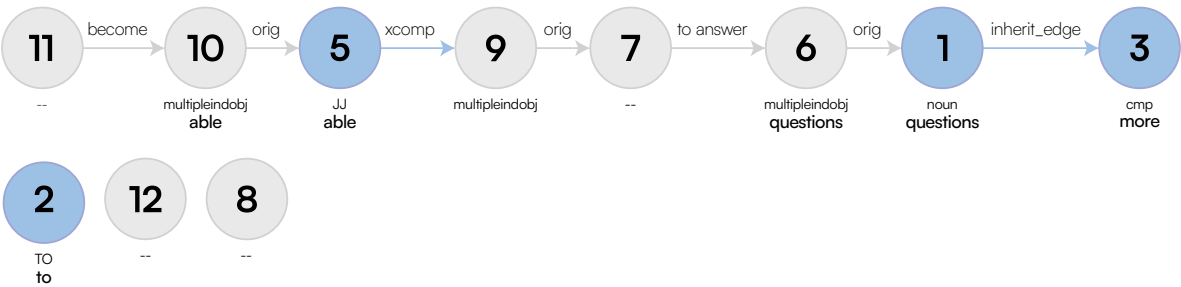 become orig xcomp orig to answer orig inherit_edge
11 10 5 9 7 6 1 3
-- multipleindobj JJ multipleindobj -- multipleindobj noun cmp
able able questions questions more
2 12 8
TO -- --
to